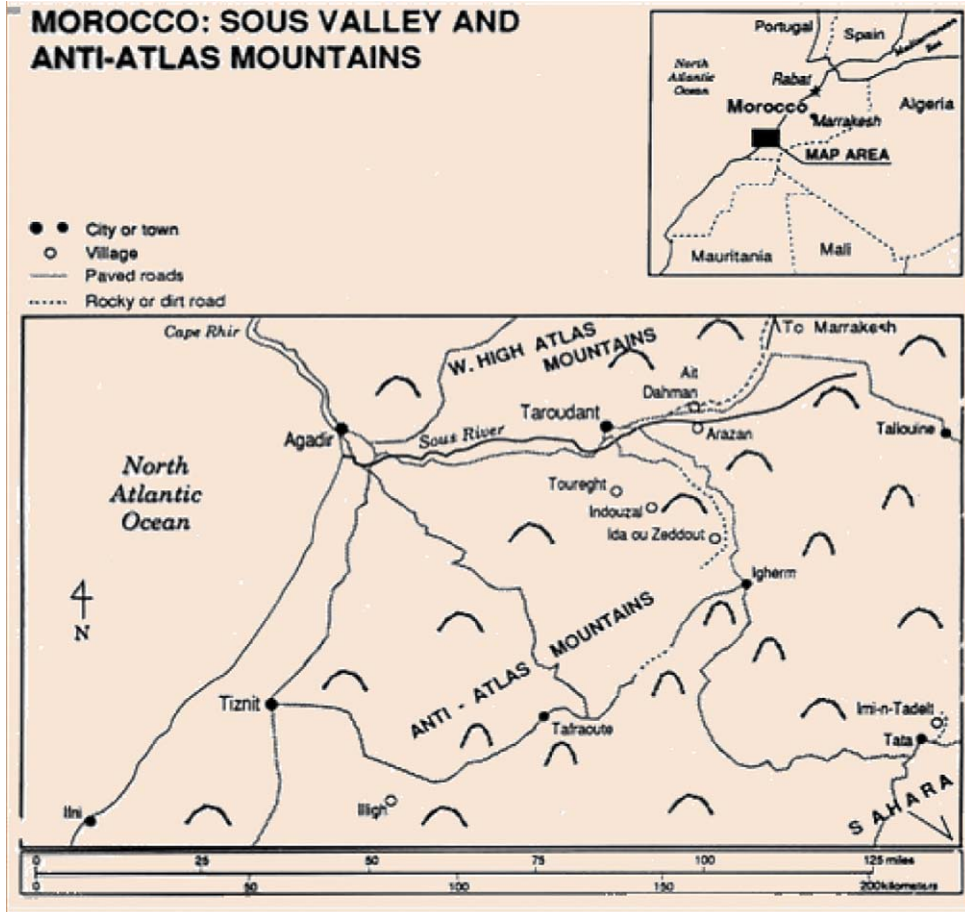 MOROCCO: SOUS VALLEY AND
ANTI-ATLAS MOUNTAINS
Portugal
Spain
Mediterranean
Sea
North
Atlantic
Ocean
Rabat
Algeria
Morocco
Marrakesh
MAP AREA
Mauritania
Mali
City or town
Village
Paved roads
Rocky or dirt road
Cape Rhir
W. HIGH ATLAS
MOUNTAINS
To Marrakesh
Ait
Dahman
Taroudant
Agadir
Sous River
Arazan
Taliouine
North
Atlantic
Ocean
Toureght
Indouzal
Ida ou Zeddout
Igherm
N
ANTI - ATLAS MOUNTAINS
Tiznit
Tafraoute
Imi-n-Tadelt
Tata
Ifni
Illigh
SAHARA
0 25 50 75 100 125 miles
0 50 100 150 200 kilometers